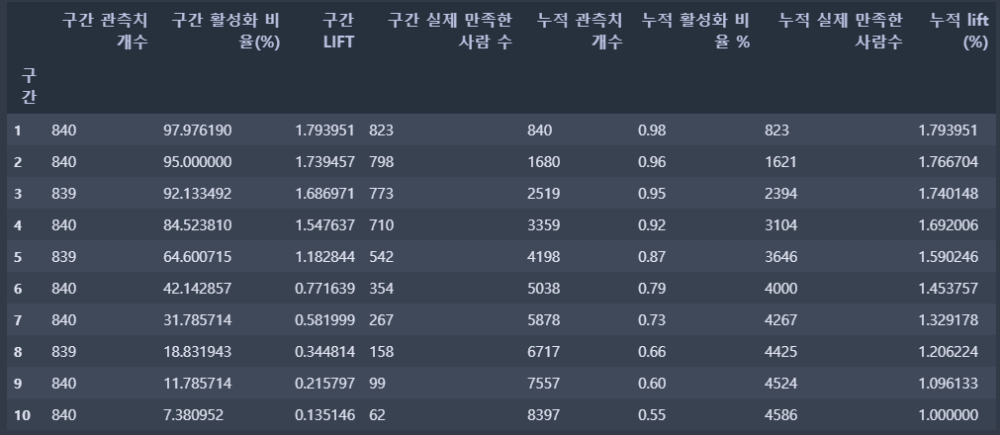 구간 관측치 개수 구간 활성화 비율(%) 구간 LIFT 구간 실제 만족한 사람 수 누적 관측치 개수 누적 활성화 비율 % 누적 실제 만족한 사람수 누적 lift (%)
구간
1 840 97.976190 1.793951 823 840 0.98 823 1.793951
2 840 95.000000 1.739457 798 1680 0.96 1621 1.766704
3 839 92.133492 1.686971 773 2519 0.95 2394 1.740148
4 840 84.523810 1.547637 710 3359 0.92 3104 1.692006
5 839 64.600715 1.182844 542 4198 0.87 3646 1.590246
6 840 42.142857 0.771639 354 5038 0.79 4000 1.453757
7 840 31.785714 0.581999 267 5878 0.73 4267 1.329178
8 839 18.831943 0.344814 158 6717 0.66 4425 1.206224
9 840 11.785714 0.215797 99 7557 0.60 4524 1.096133
10 840 7.380952 0.135146 62 8397 0.55 4586 1.000000